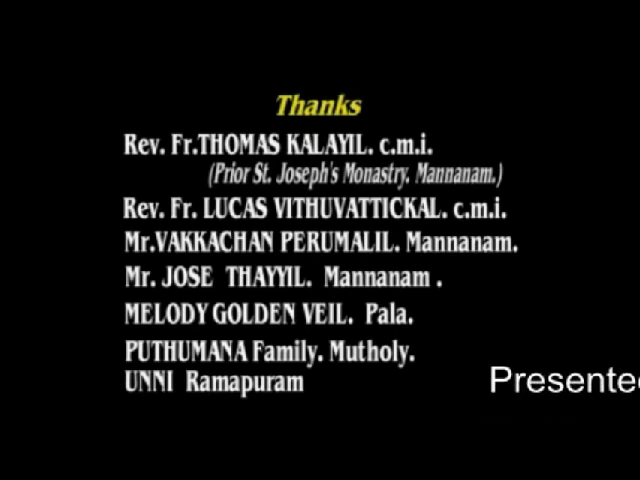 Thanks
Rev. Fr.THOMAS KALAYIL. c.m.i.
(Prior St. Joseph's Monastry. Mannanam.)
Rev. Fr. LUCAS VITHUVATTICKAL. c.m.i.
Mr.VAKKACHAN PERUMALIL. Mannanam.
Mr. JOSE THAYYIL. Mannanam .
MELODY GOLDEN VEIL. Pala.
PUTHUMANA Family. Mutholy.
UNNI Ramapuram
Presented